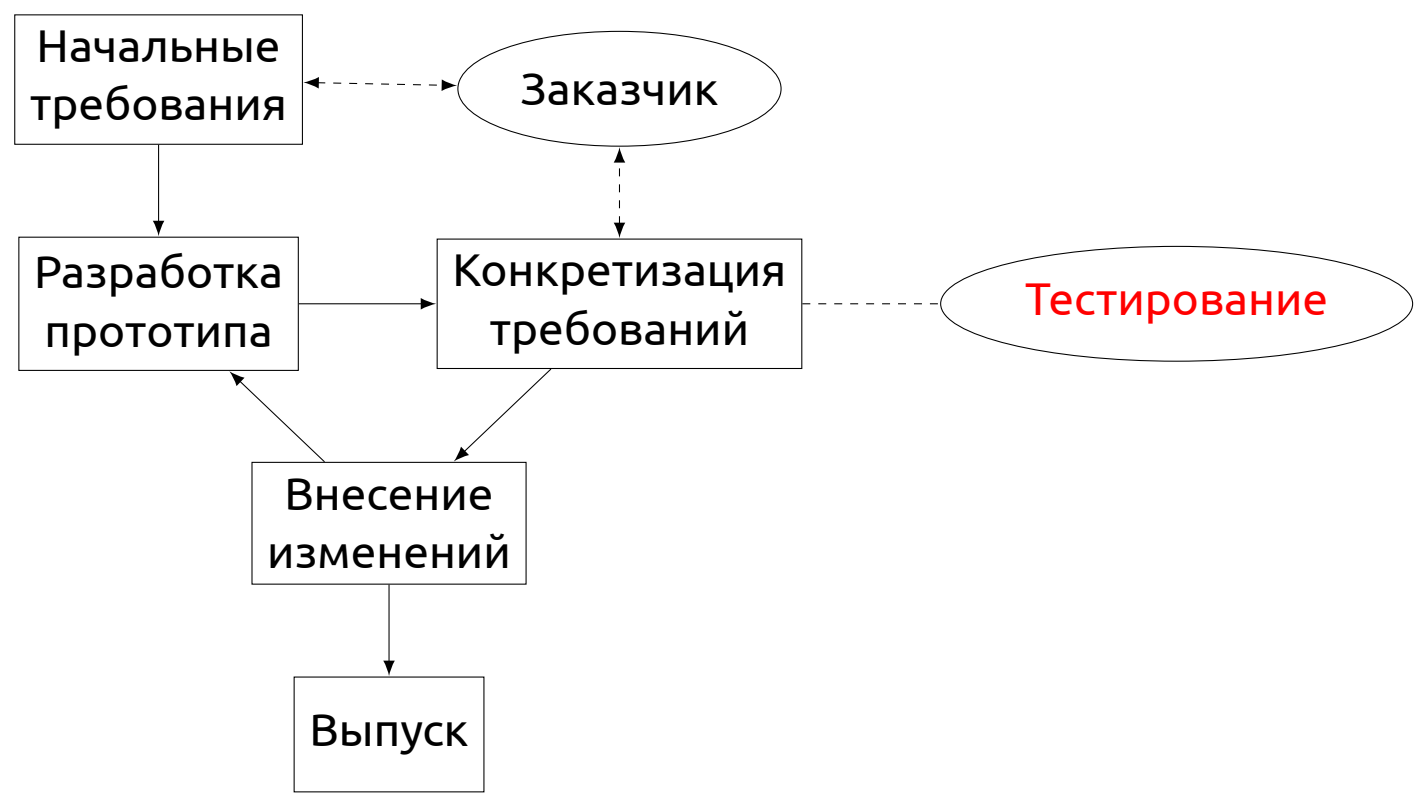 Начальные
требования
Заказчик
Разработка
прототипа
Конкретизация
требований
Тестирование
Внесение
изменений
Выпуск